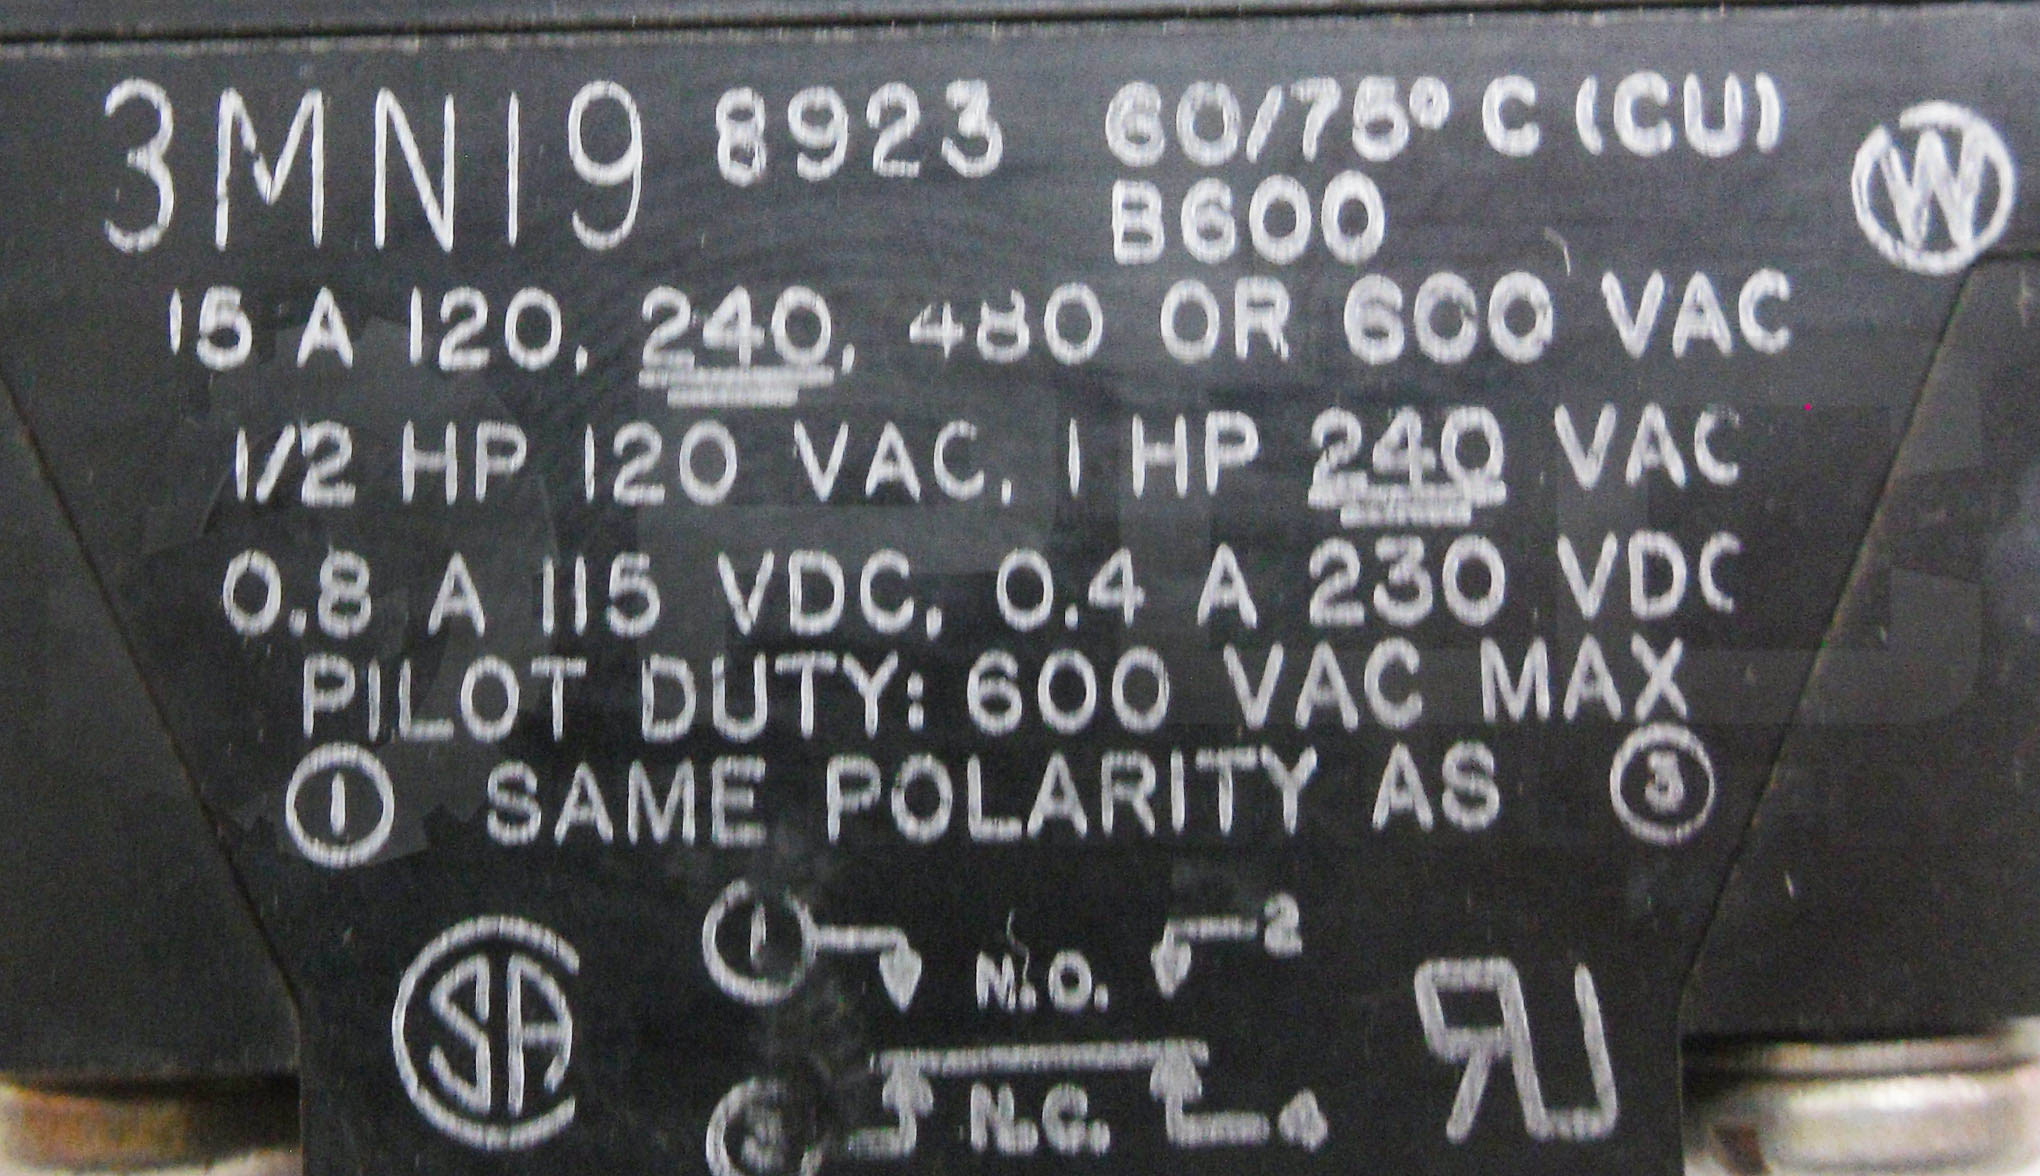 3MN19 8923 60/75° C (CU)
B600
W
15 A 120, 240, 480 OR 600 VAC
1/2 HP 120 VAC, 1 HP 240 VAC
0.8 A 115 VDC, 0.4 A 230 VDC
PILOT DUTY: 600 VAC MAX
① SAME POLARITY AS ③
SA
① N.O. 2
③ N.C. 4
RU